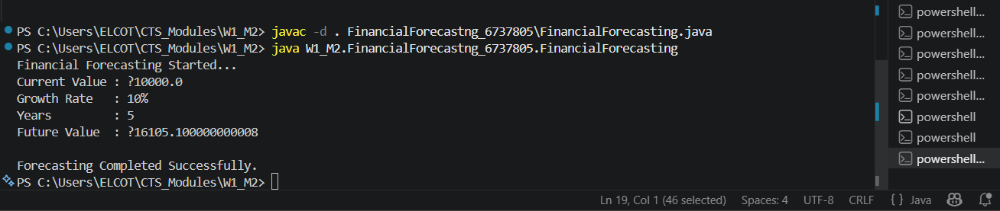 PS C:\Users\ELCOT\CTS_Modules\W1_M2> javac -d . FinancialForecastng_6737805\FinancialForecasting.java
PS C:\Users\ELCOT\CTS_Modules\W1_M2> java W1_M2.FinancialForecastng_6737805.FinancialForecasting
Financial Forecasting Started...
Current Value : ?10000.0
Growth Rate   : 10%
Years         : 5
Future Value  : ?16105.100000000008
Forecasting Completed Successfully.
PS C:\Users\ELCOT\CTS_Modules\W1_M2>
powershell...
powershell...
powershell...
powershell...
powershell...
powershell
powershell
powershell...
Ln 19, Col 1 (46 selected)   Spaces: 4   UTF-8   CRLF   {} Java